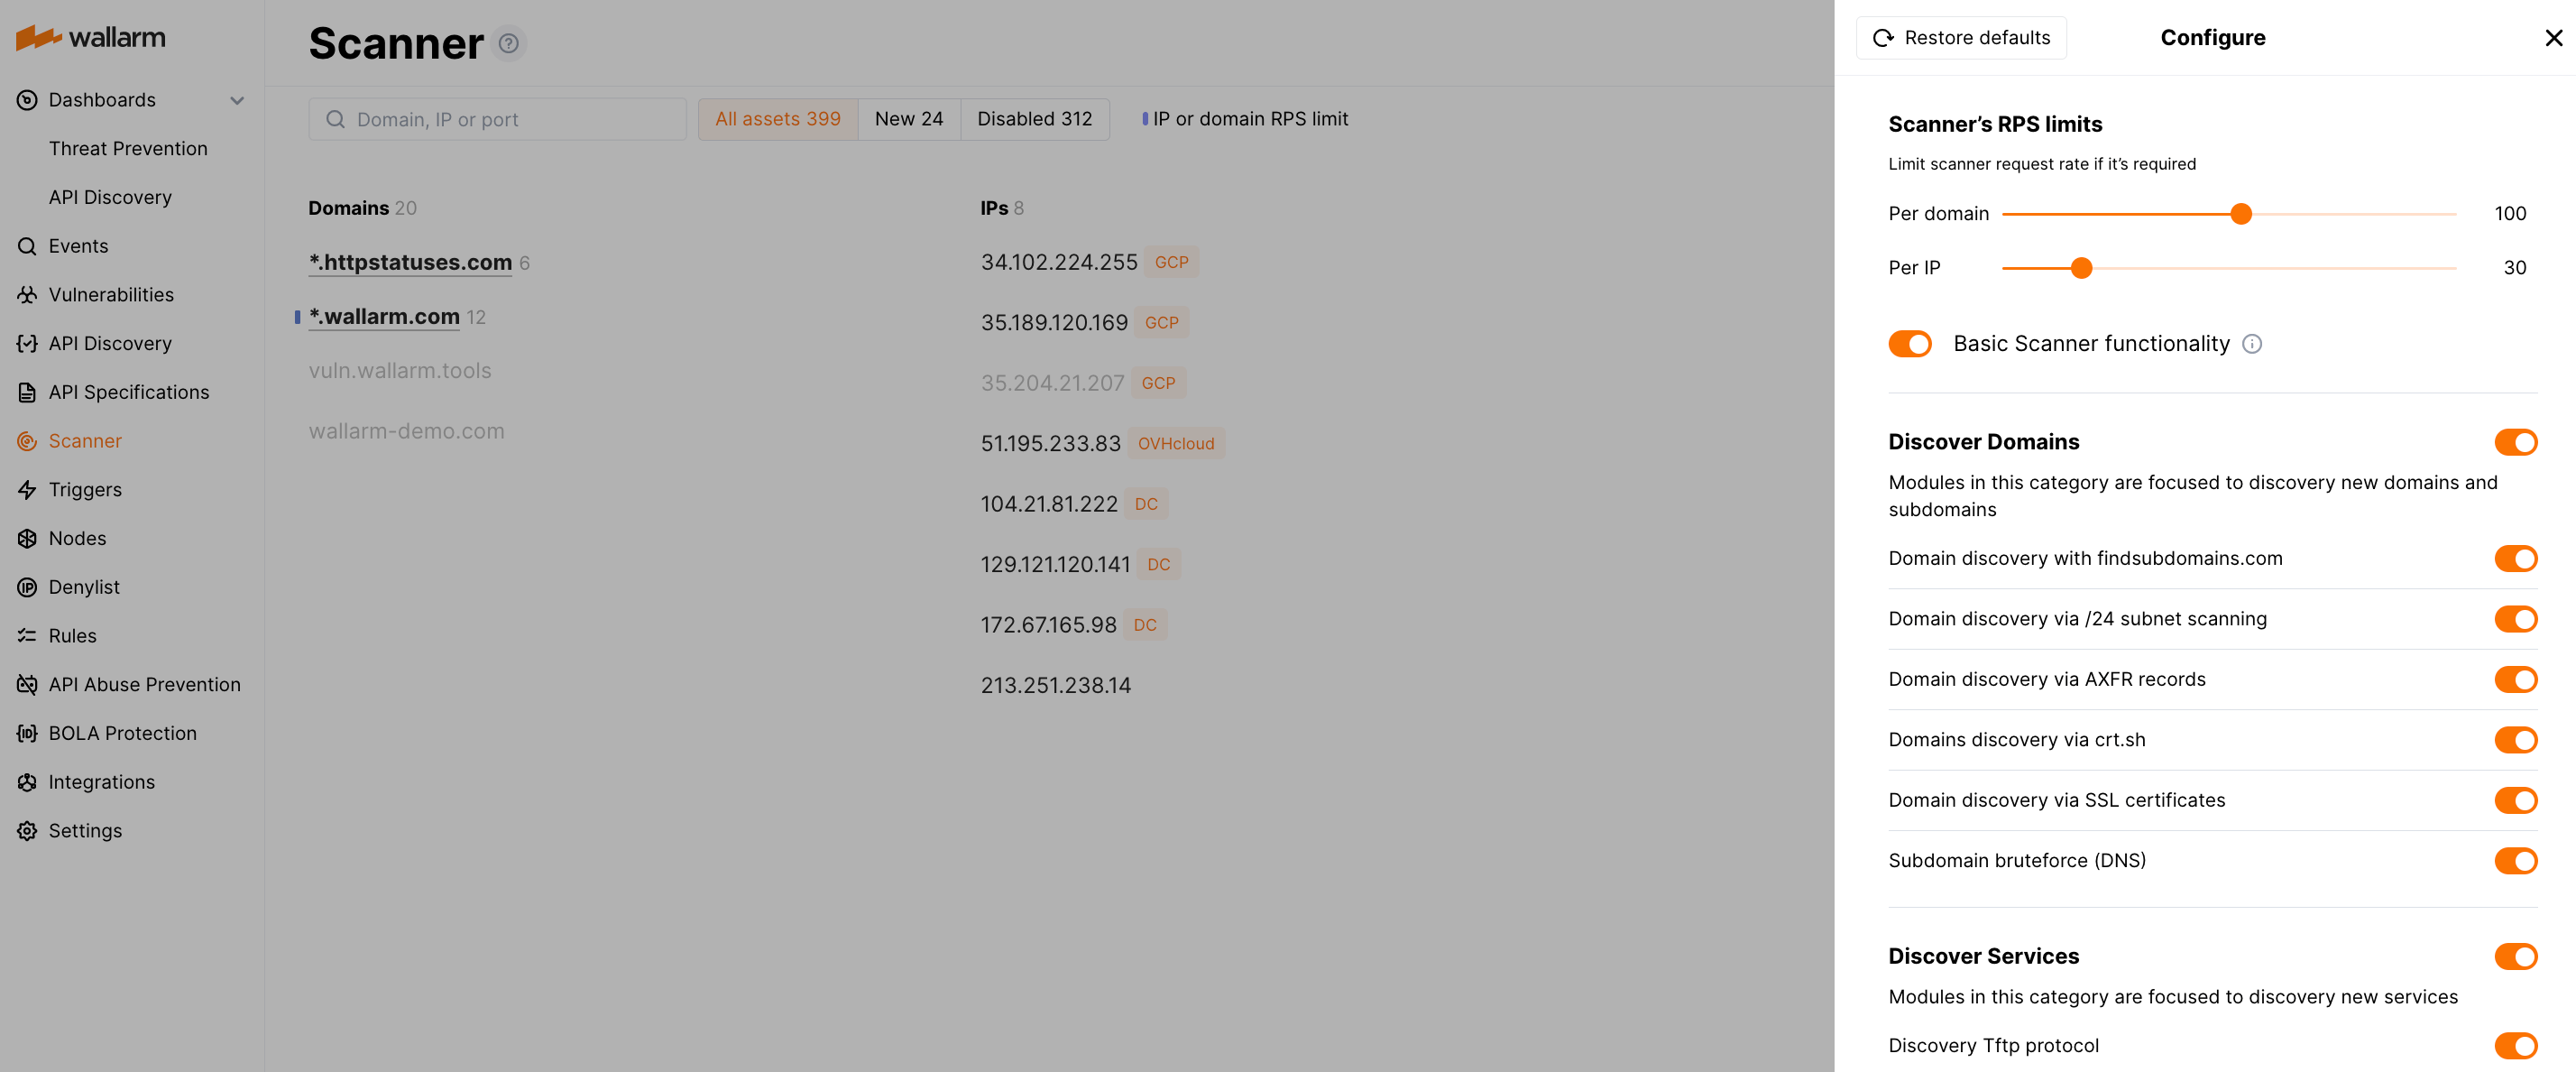 wallarm
Dashboards
Threat Prevention
API Discovery
Events
Vulnerabilities
API Discovery
API Specifications
Scanner
Triggers
Nodes
Denylist
Rules
API Abuse Prevention
BOLA Protection
Integrations
Settings
Scanner ?
Domain, IP or port
All assets 399 New 24 Disabled 312 IP or domain RPS limit
Domains 20
*.httpstatuses.com 6
*.wallarm.com 12
vuln.wallarm.tools
wallarm-demo.com
IPs 8
34.102.224.255 GCP
35.189.120.169 GCP
35.204.21.207 GCP
51.195.233.83 OVHcloud
104.21.81.222 DC
129.121.120.141 DC
172.67.165.98 DC
213.251.238.14
Restore defaults Configure
Scanner’s RPS limits
Limit scanner request rate if it’s required
Per domain 100
Per IP 30
Basic Scanner functionality
Discover Domains
Modules in this category are focused to discovery new domains and
subdomains
Domain discovery with findsubdomains.com
Domain discovery via /24 subnet scanning
Domain discovery via AXFR records
Domains discovery via crt.sh
Domain discovery via SSL certificates
Subdomain bruteforce (DNS)
Discover Services
Modules in this category are focused to discovery new services
Discovery Tftp protocol